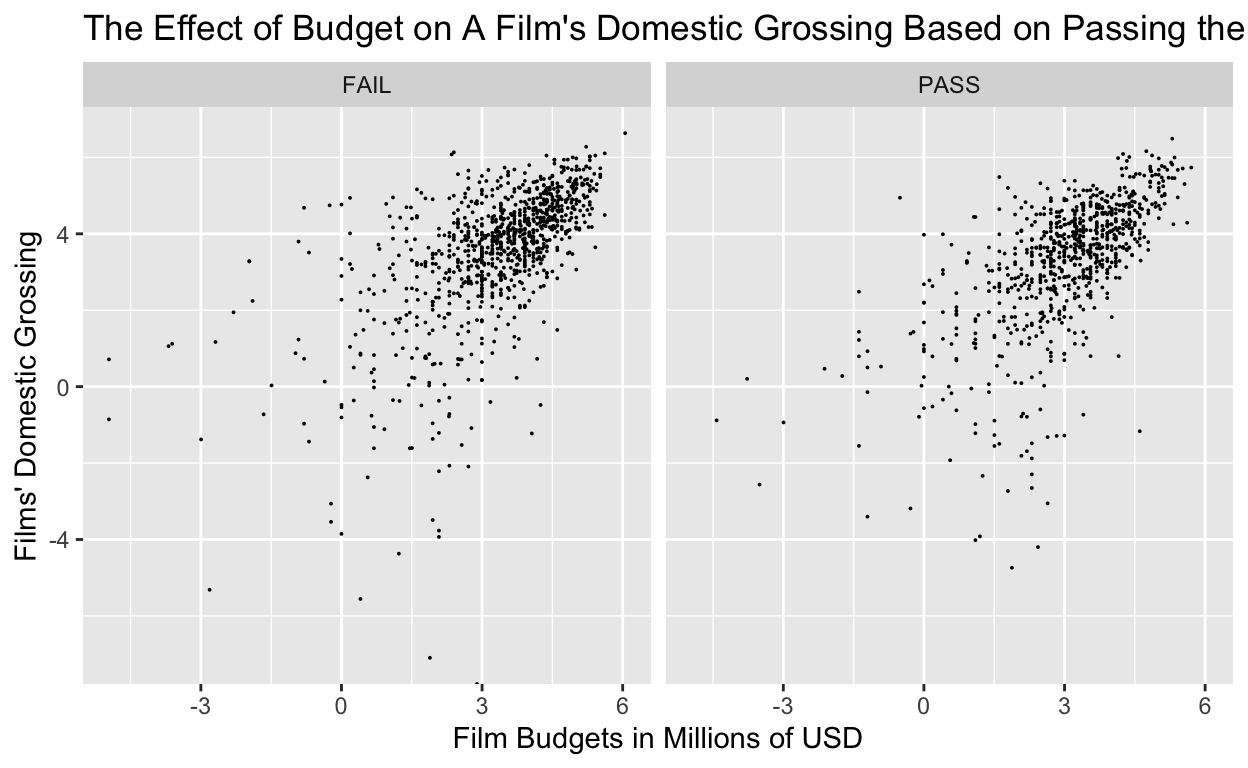 The Effect of Budget on A Film's Domestic Grossing Based on Passing the
FAIL
PASS
Films' Domestic Grossing
4
0
-4
-3
0
3
6
-3
0
3
6
Film Budgets in Millions of USD